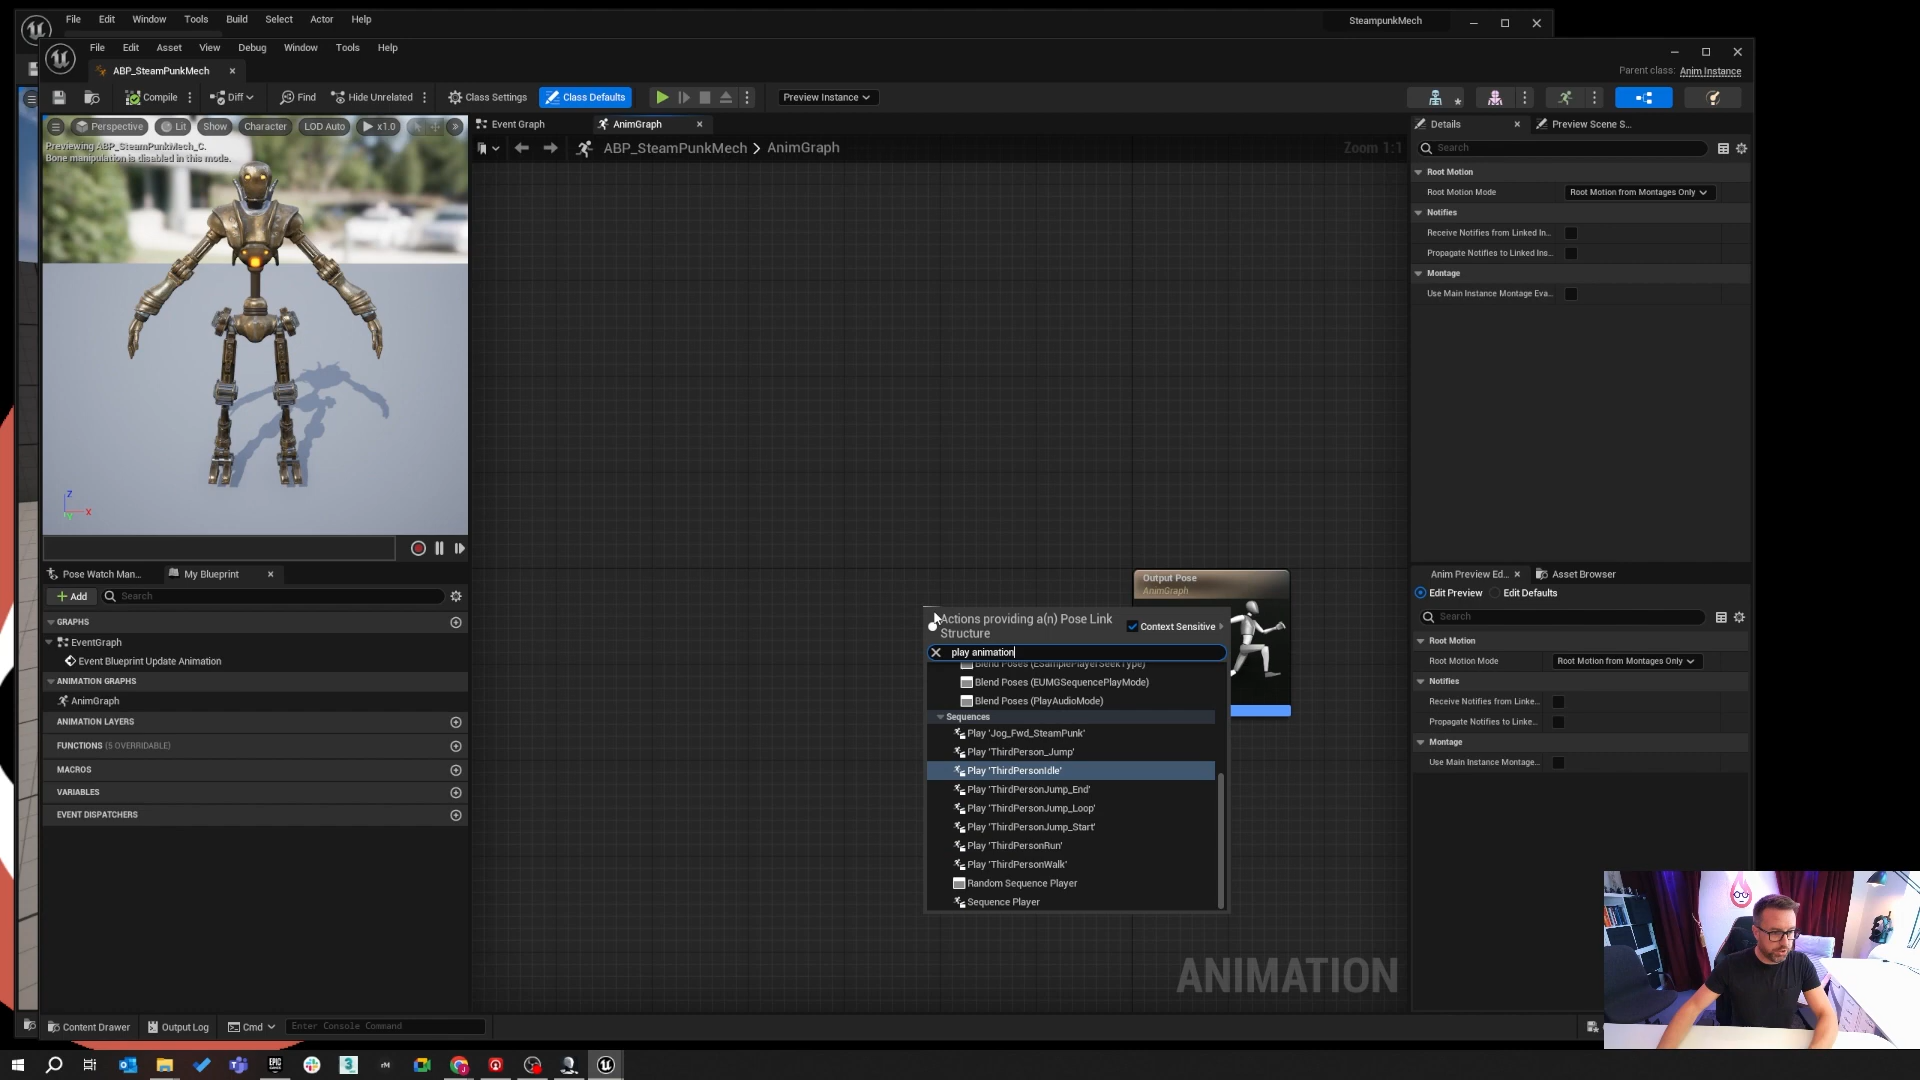 File Edit Window Tools Build Select Actor Help
SteampunkMech
File Edit Asset View Debug Window Tools Help
ABP_SteamPunkMech
Parent class: Anim Instance
Compile Diff Find Hide Unrelated Class Settings Class Defaults Preview Instance
Perspective Lit Show Character LOD Auto x1.0
Previewing ABP_SteamPunkMech_C.
Bone manipulation is disabled in this mode.
Z
X
Y
Event Graph AnimGraph
ABP_SteamPunkMech > AnimGraph
Zoom 1:1
Output Pose
AnimGraph
Actions providing a(n) Pose Link
Structure
Context Sensitive
play animation
Blend Poses (ESamplePlayerSeekType)
Blend Poses (EUMGSequencePlayMode)
Blend Poses (PlayAudioMode)
Sequences
Play 'Jog_Fwd_SteamPunk'
Play 'ThirdPerson_Jump'
Play 'ThirdPersonIdle'
Play 'ThirdPersonJump_End'
Play 'ThirdPersonJump_Loop'
Play 'ThirdPersonJump_Start'
Play 'ThirdPersonRun'
Play 'ThirdPersonWalk'
Random Sequence Player
Sequence Player
ANIMATION
Pose Watch Man... My Blueprint
Add Search
GRAPHS
EventGraph
Event Blueprint Update Animation
ANIMATION GRAPHS
AnimGraph
ANIMATION LAYERS
FUNCTIONS (5 OVERRIDABLE)
MACROS
VARIABLES
EVENT DISPATCHERS
Details Preview Scene S...
Search
Root Motion
Root Motion Mode Root Motion from Montages Only
Notifies
Receive Notifies from Linked In...
Propagate Notifies to Linked Ins...
Montage
Use Main Instance Montage Eva...
Anim Preview Ed... Asset Browser
Edit Preview Edit Defaults
Search
Root Motion
Root Motion Mode Root Motion from Montages Only
Notifies
Receive Notifies from Linke...
Propagate Notifies to Linke...
Montage
Use Main Instance Montage...
Content Drawer Output Log Cmd Enter Console Command